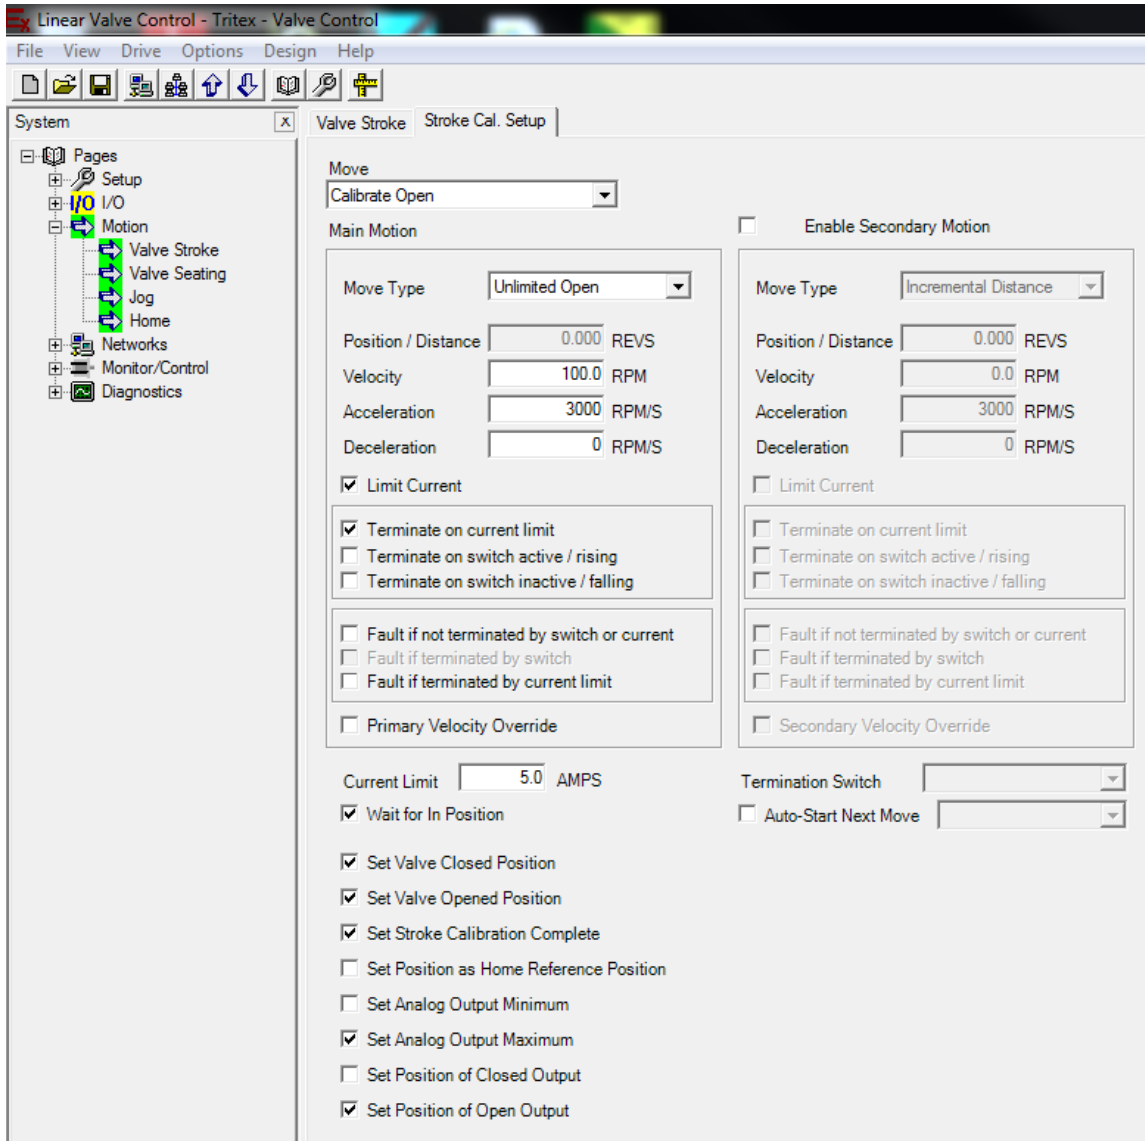 Linear Valve Control - Tritex - Valve Control
File View Drive Options Design Help
System
x
Pages
Setup
I/O I/O
Motion
Valve Stroke
Valve Seating
Jog
Home
Networks
Monitor/Control
Diagnostics
Valve Stroke Stroke Cal. Setup
Move
Calibrate Open
Main Motion
Move Type Unlimited Open
Position / Distance 0.000 REVS
Velocity 100.0 RPM
Acceleration 3000 RPM/S
Deceleration 0 RPM/S
Limit Current
Terminate on current limit
Terminate on switch active / rising
Terminate on switch inactive / falling
Fault if not terminated by switch or current
Fault if terminated by switch
Fault if terminated by current limit
Primary Velocity Override
Enable Secondary Motion
Move Type Incremental Distance
Position / Distance 0.000 REVS
Velocity 0.0 RPM
Acceleration 3000 RPM/S
Deceleration 0 RPM/S
Limit Current
Terminate on current limit
Terminate on switch active / rising
Terminate on switch inactive / falling
Fault if not terminated by switch or current
Fault if terminated by switch
Fault if terminated by current limit
Secondary Velocity Override
Current Limit 5.0 AMPS
Wait for In Position
Termination Switch
Auto-Start Next Move
Set Valve Closed Position
Set Valve Opened Position
Set Stroke Calibration Complete
Set Position as Home Reference Position
Set Analog Output Minimum
Set Analog Output Maximum
Set Position of Closed Output
Set Position of Open Output